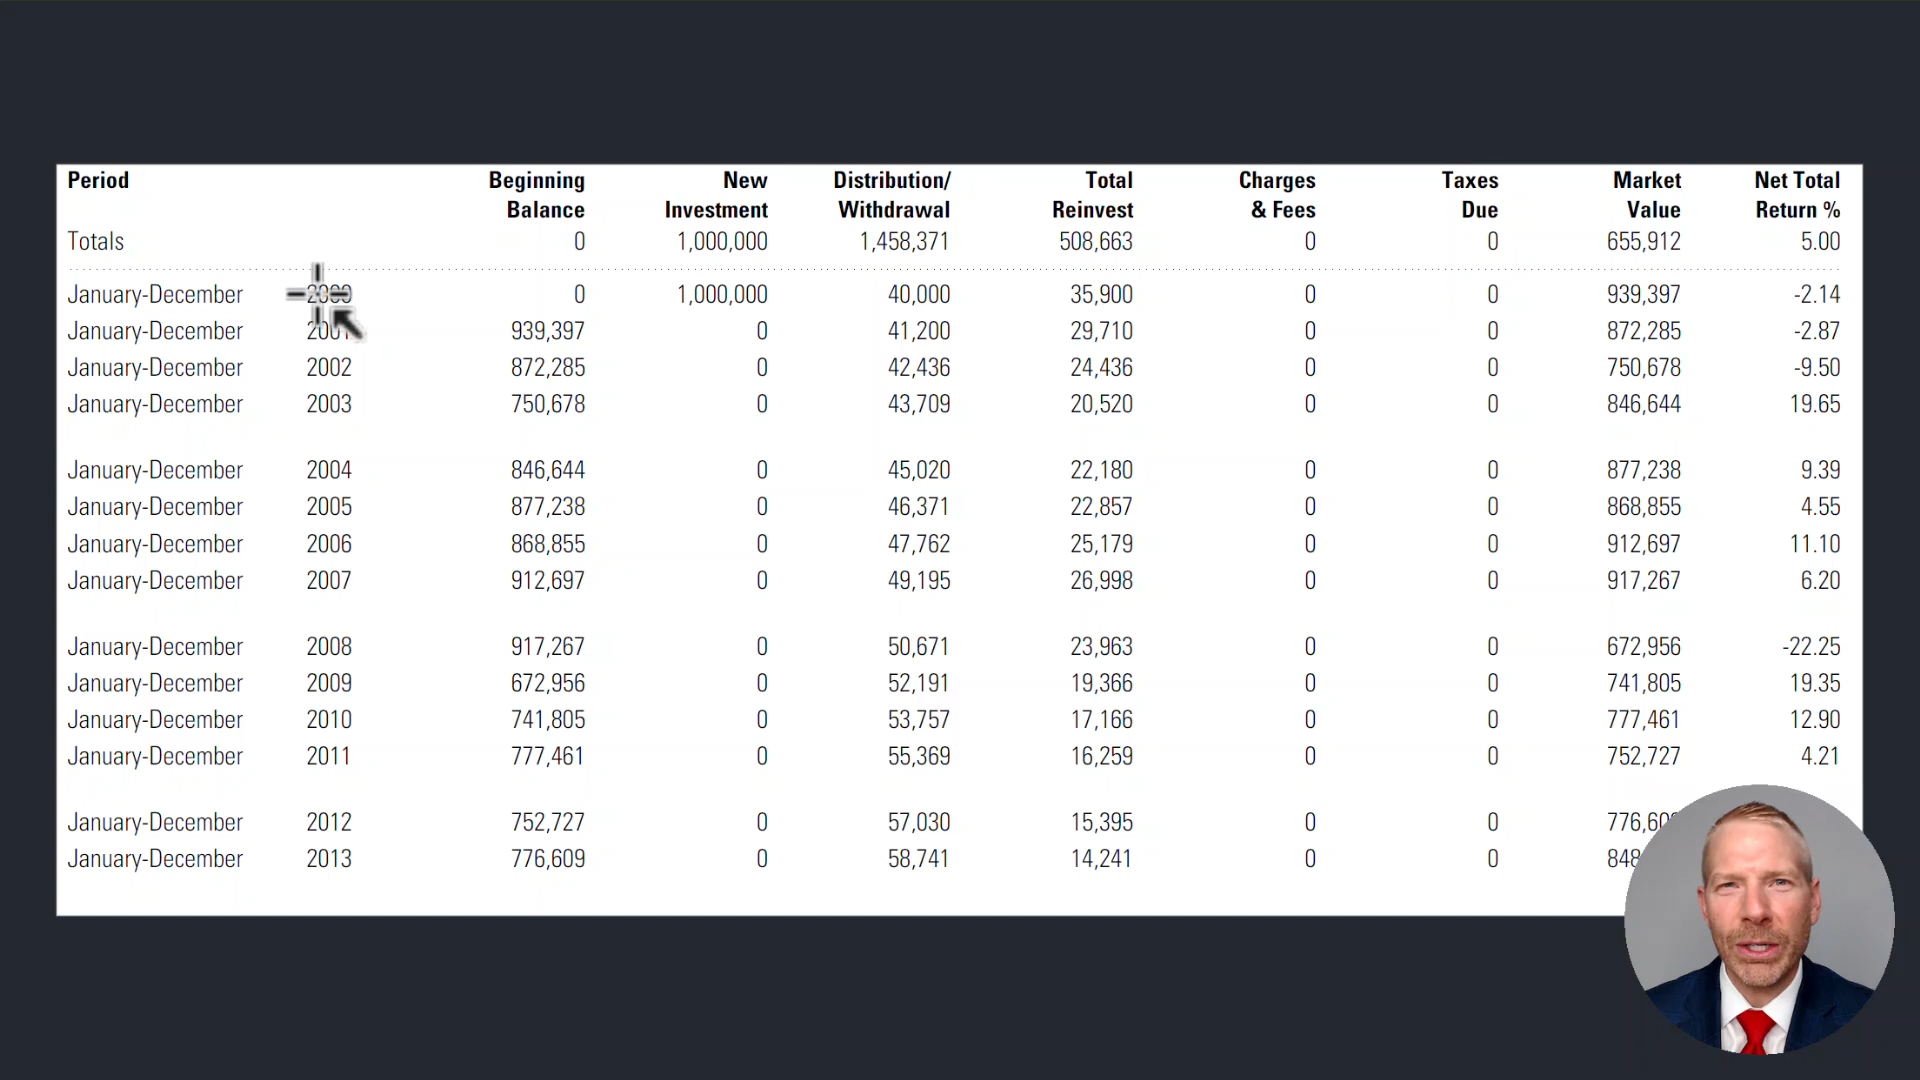 Period Beginning Balance New Investment Distribution/ Withdrawal Total Reinvest Charges & Fees Taxes Due Market Value Net Total Return %
Totals 0 1,000,000 1,458,371 508,663 0 0 655,912 5.00
January-December 2000 0 1,000,000 40,000 35,900 0 0 939,397 -2.14
January-December 2001 939,397 0 41,200 29,710 0 0 872,285 -2.87
January-December 2002 872,285 0 42,436 24,436 0 0 750,678 -9.50
January-December 2003 750,678 0 43,709 20,520 0 0 846,644 19.65
January-December 2004 846,644 0 45,020 22,180 0 0 877,238 9.39
January-December 2005 877,238 0 46,371 22,857 0 0 868,855 4.55
January-December 2006 868,855 0 47,762 25,179 0 0 912,697 11.10
January-December 2007 912,697 0 49,195 26,998 0 0 917,267 6.20
January-December 2008 917,267 0 50,671 23,963 0 0 672,956 -22.25
January-December 2009 672,956 0 52,191 19,366 0 0 741,805 19.35
January-December 2010 741,805 0 53,757 17,166 0 0 777,461 12.90
January-December 2011 777,461 0 55,369 16,259 0 0 752,727 4.21
January-December 2012 752,727 0 57,030 15,395 0 0
January-December 2013 776,609 0 58,741 14,241 0 0